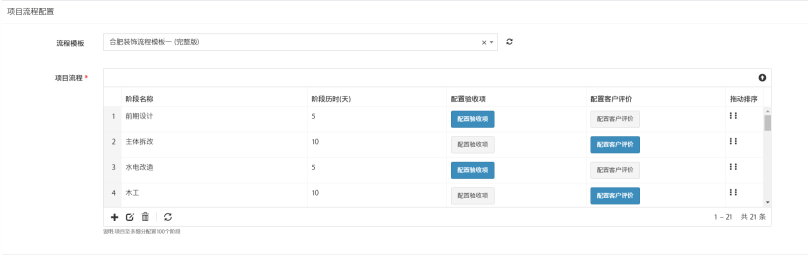 项目流程配置
流程模板 合肥装饰流程模板一 (完整版)
项目流程 *
阶段名称 阶段历时(天) 配置验收项 配置客户评价 拖动排序
1 前期设计 5 配置验收项 配置客户评价
2 主体拆改 10 配置验收项 配置客户评价
3 水电改造 5 配置验收项 配置客户评价
4 木工 10 配置验收项 配置客户评价
1 - 21 共 21 条
说明:项目至多细分配置100个阶段